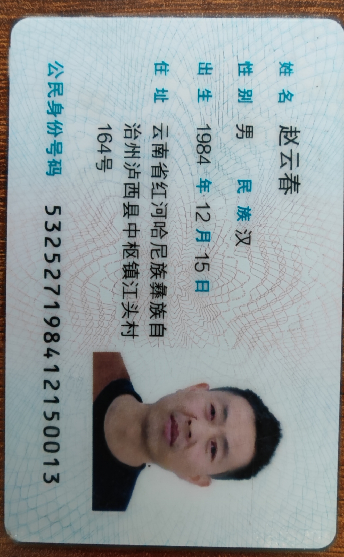 姓名 赵云春
性别 男 民族 汉
出生 1984 年 12 月 15 日
住址 云南省红河哈尼族彝族自
治州泸西县中枢镇江头村
164号
公民身份号码 532527198412150013